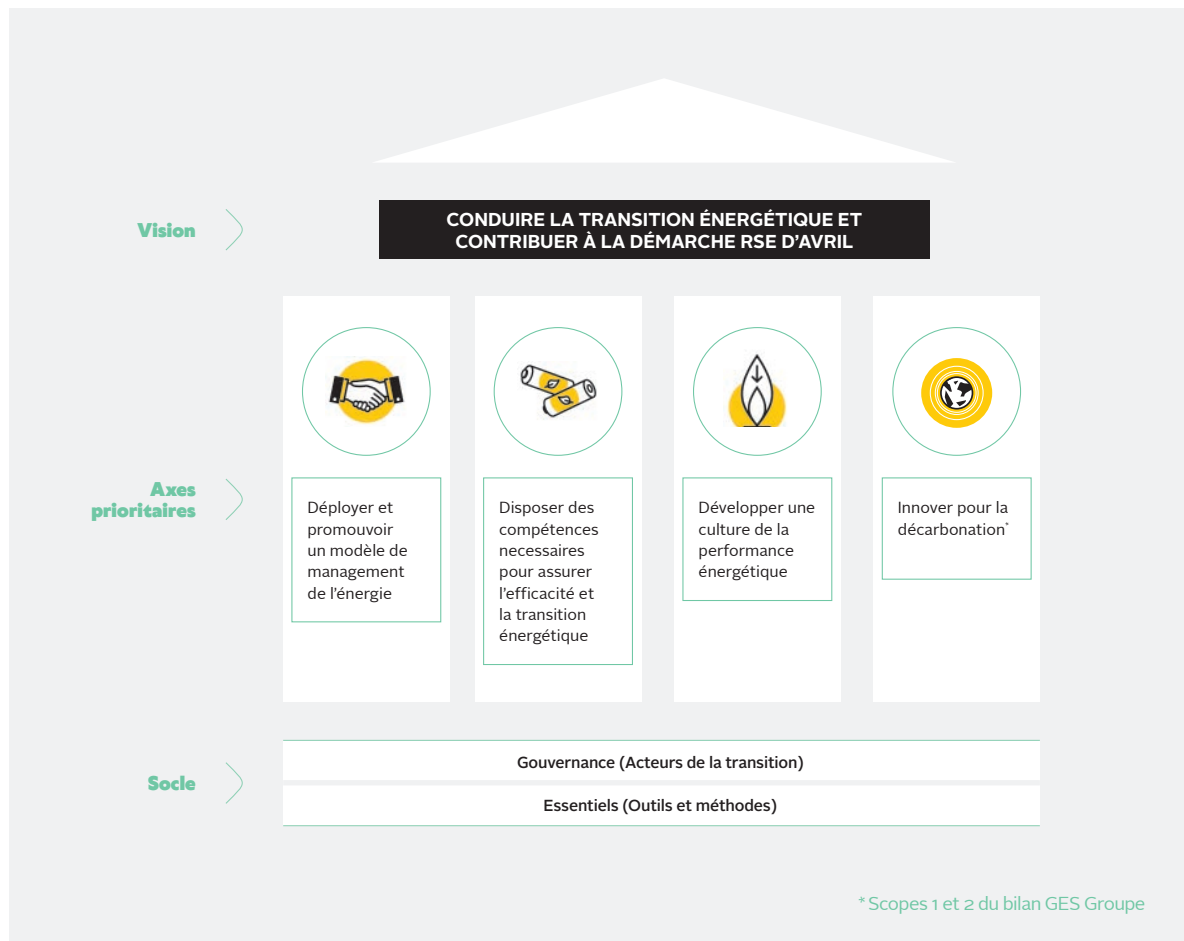 Vision
CONDUIRE LA TRANSITION ÉNERGÉTIQUE ET
CONTRIBUER À LA DÉMARCHE RSE D'AVRIL
Axes
prioritaires
Déployer et
promouvoir
un modèle de
management
de l'énergie
Disposer des
compétences
necessaires
pour assurer
l'efficacité et
la transition
énergétique
Développer une
culture de la
performance
énergétique
Innover pour la
décarbonation*
Socle
Gouvernance (Acteurs de la transition)
Essentiels (Outils et méthodes)
* Scopes 1 et 2 du bilan GES Groupe